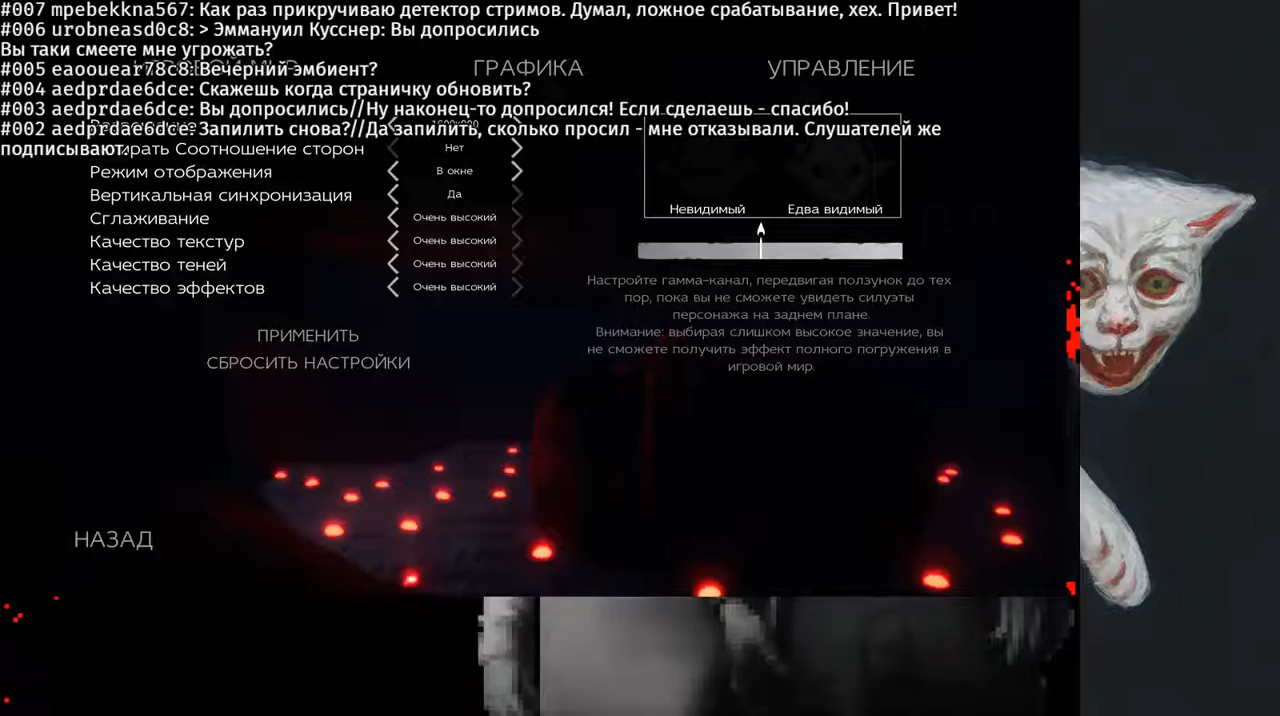 #007 mpebekkna567: Как раз прикручиваю детектор стримов. Думал, ложное срабатывание, хех. Привет!
#006 urobneasd0c8: > Эммануил Кусснер: Вы допросились
Вы таки смеете мне угрожать?
#005 eaoouear78c8: Вечерний эмбиент?
ГРАФИКА
УПРАВЛЕНИЕ
#004 aedprdae6dce: Скажешь когда страничку обновить?
#003 aedprdae6dce: Вы допросились//Ну наконец-то допросился! Если сделаешь - спасибо!
#002 aedprdae6dce: Запилить снова?//Да запилить, сколько просил - мне отказывали. Слушателей же
подписывают.
Соотношение сторон
Нет
Режим отображения
В окне
Вертикальная синхронизация
Да
Сглаживание
Очень высокий
Качество текстур
Очень высокий
Качество теней
Очень высокий
Качество эффектов
Очень высокий
Невидимый
Едва видимый
Настройте гамма-канал, передвигая ползунок до тех
пор, пока вы не сможете увидеть силуэты
персонажа на заднем плане.
Внимание: выбирая слишком высокое значение, вы
не сможете получить эффект полного погружения в
игровой мир.
ПРИМЕНИТЬ
СБРОСИТЬ НАСТРОЙКИ
НАЗАД